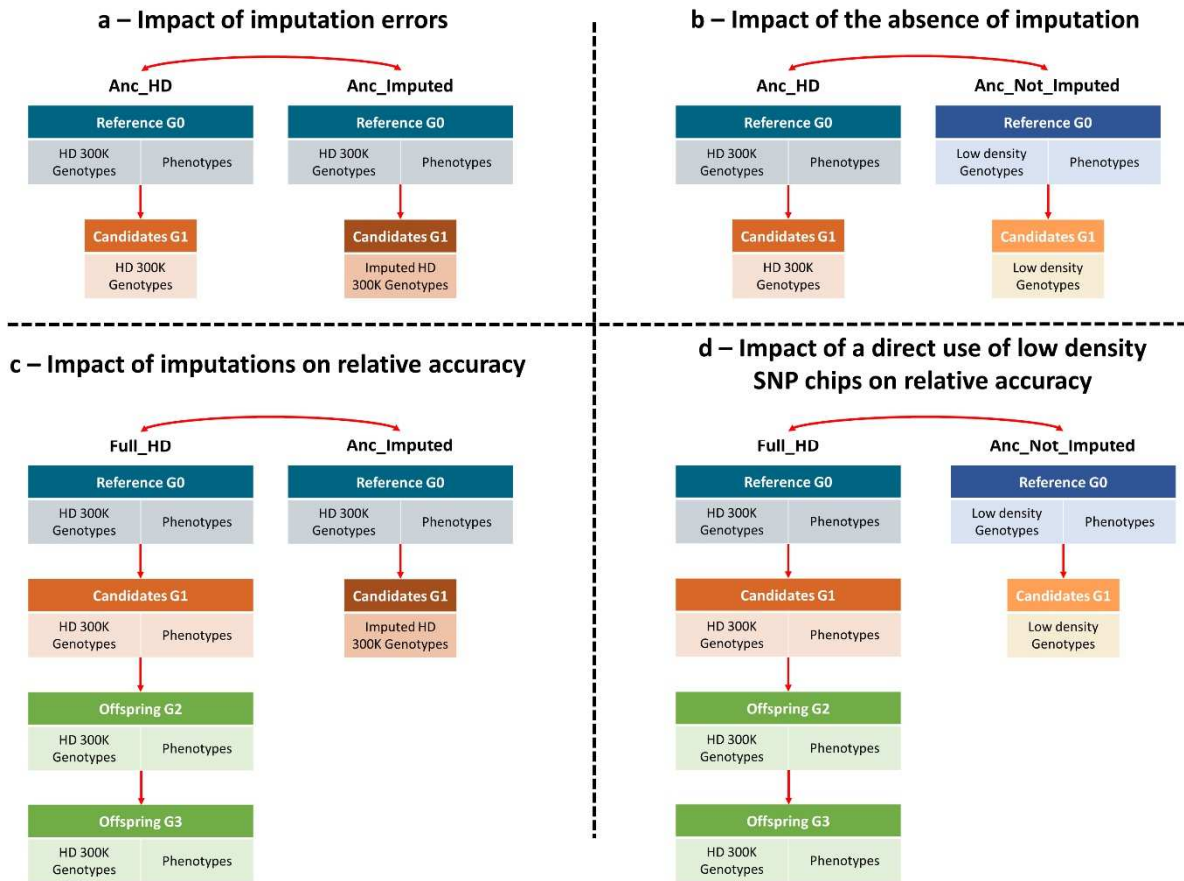 a – Impact of imputation errors
Anc_HD
Anc_Imputed
Reference G0
Reference G0
HD 300K
Genotypes
Phenotypes
HD 300K
Genotypes
Phenotypes
Candidates G1
Candidates G1
HD 300K
Genotypes
Imputed HD
300K Genotypes
b – Impact of the absence of imputation
Anc_HD
Anc_Not_Imputed
Reference G0
Reference G0
HD 300K
Genotypes
Phenotypes
Low density
Genotypes
Phenotypes
Candidates G1
Candidates G1
HD 300K
Genotypes
Low density
Genotypes
c – Impact of imputations on relative accuracy
Full_HD
Anc_Imputed
Reference G0
Reference G0
HD 300K
Genotypes
Phenotypes
HD 300K
Genotypes
Phenotypes
Candidates G1
Candidates G1
HD 300K
Genotypes
Phenotypes
Imputed HD
300K Genotypes
Offspring G2
HD 300K
Genotypes
Phenotypes
Offspring G3
HD 300K
Genotypes
Phenotypes
d – Impact of a direct use of low density
SNP chips on relative accuracy
Full_HD
Anc_Not_Imputed
Reference G0
Reference G0
HD 300K
Genotypes
Phenotypes
Low density
Genotypes
Phenotypes
Candidates G1
Candidates G1
HD 300K
Genotypes
Phenotypes
Low density
Genotypes
Offspring G2
HD 300K
Genotypes
Phenotypes
Offspring G3
HD 300K
Genotypes
Phenotypes